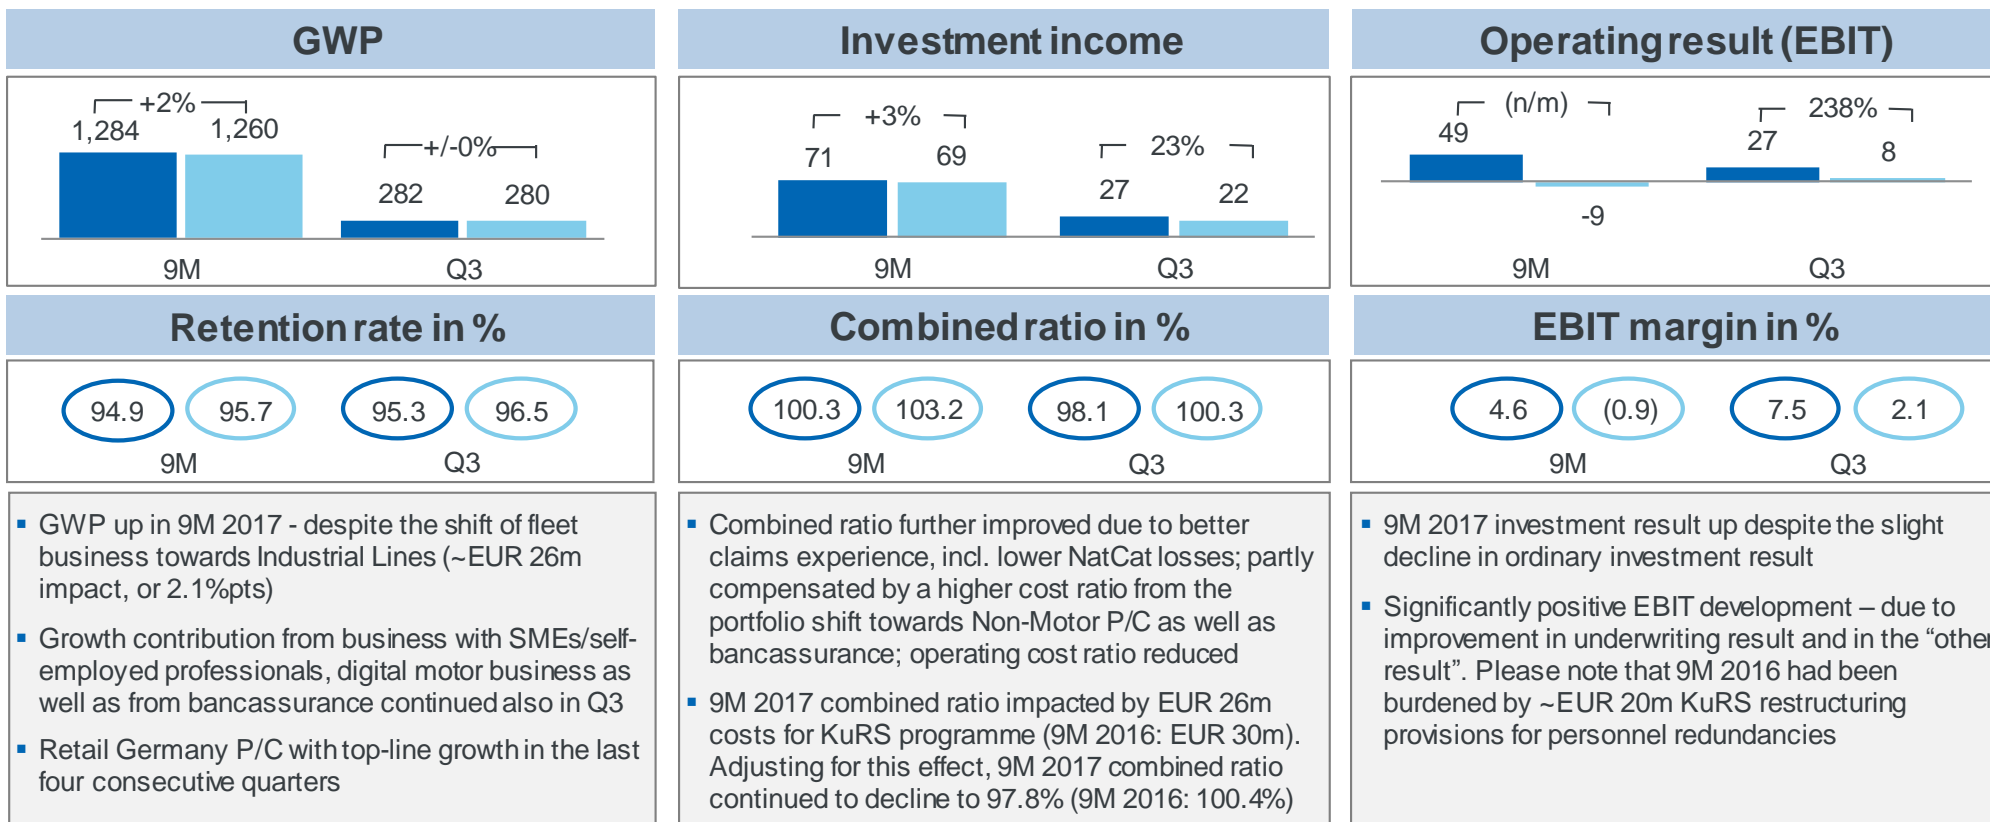 GWP
+2%
1,284
1,260
+/-0%
282
280
9M
Q3
Investment income
+3%
71
69
23%
27
22
9M
Q3
Operating result (EBIT)
(n/m)
49
-9
238%
27
8
9M
Q3
Retention rate in %
94.9
95.7
95.3
96.5
9M
Q3
Combined ratio in %
100.3
103.2
98.1
100.3
9M
Q3
EBIT margin in %
4.6
(0.9)
7.5
2.1
9M
Q3
▪ GWP up in 9M 2017 - despite the shift of fleet
business towards Industrial Lines (~EUR 26m
impact, or 2.1%pts)
▪ Growth contribution from business with SMEs/self-
employed professionals, digital motor business as
well as from bancassurance continued also in Q3
▪ Retail Germany P/C with top-line growth in the last
four consecutive quarters
▪ Combined ratio further improved due to better
claims experience, incl. lower NatCat losses; partly
compensated by a higher cost ratio from the
portfolio shift towards Non-Motor P/C as well as
bancassurance; operating cost ratio reduced
▪ 9M 2017 combined ratio impacted by EUR 26m
costs for KuRS programme (9M 2016: EUR 30m).
Adjusting for this effect, 9M 2017 combined ratio
continued to decline to 97.8% (9M 2016: 100.4%)
▪ 9M 2017 investment result up despite the slight
decline in ordinary investment result
▪ Significantly positive EBIT development – due to
improvement in underwriting result and in the “other
result”. Please note that 9M 2016 had been
burdened by ~EUR 20m KuRS restructuring
provisions for personnel redundancies